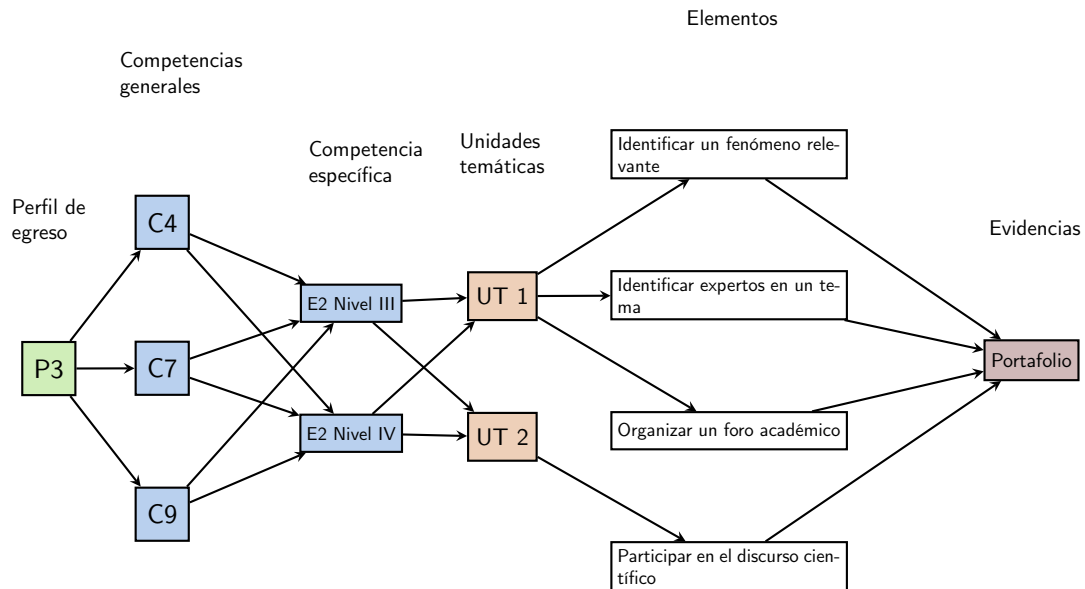 Elementos
Competencias
generales
Competencia
específica
Unidades
temáticas
Identificar un fenómeno rele-
vante
Perfil de
egreso
C4
Evidencias
E2 Nivel III
UT 1
Identificar expertos en un te-
ma
P3
C7
Portafolio
E2 Nivel IV
UT 2
Organizar un foro académico
C9
Participar en el discurso cien-
tífico